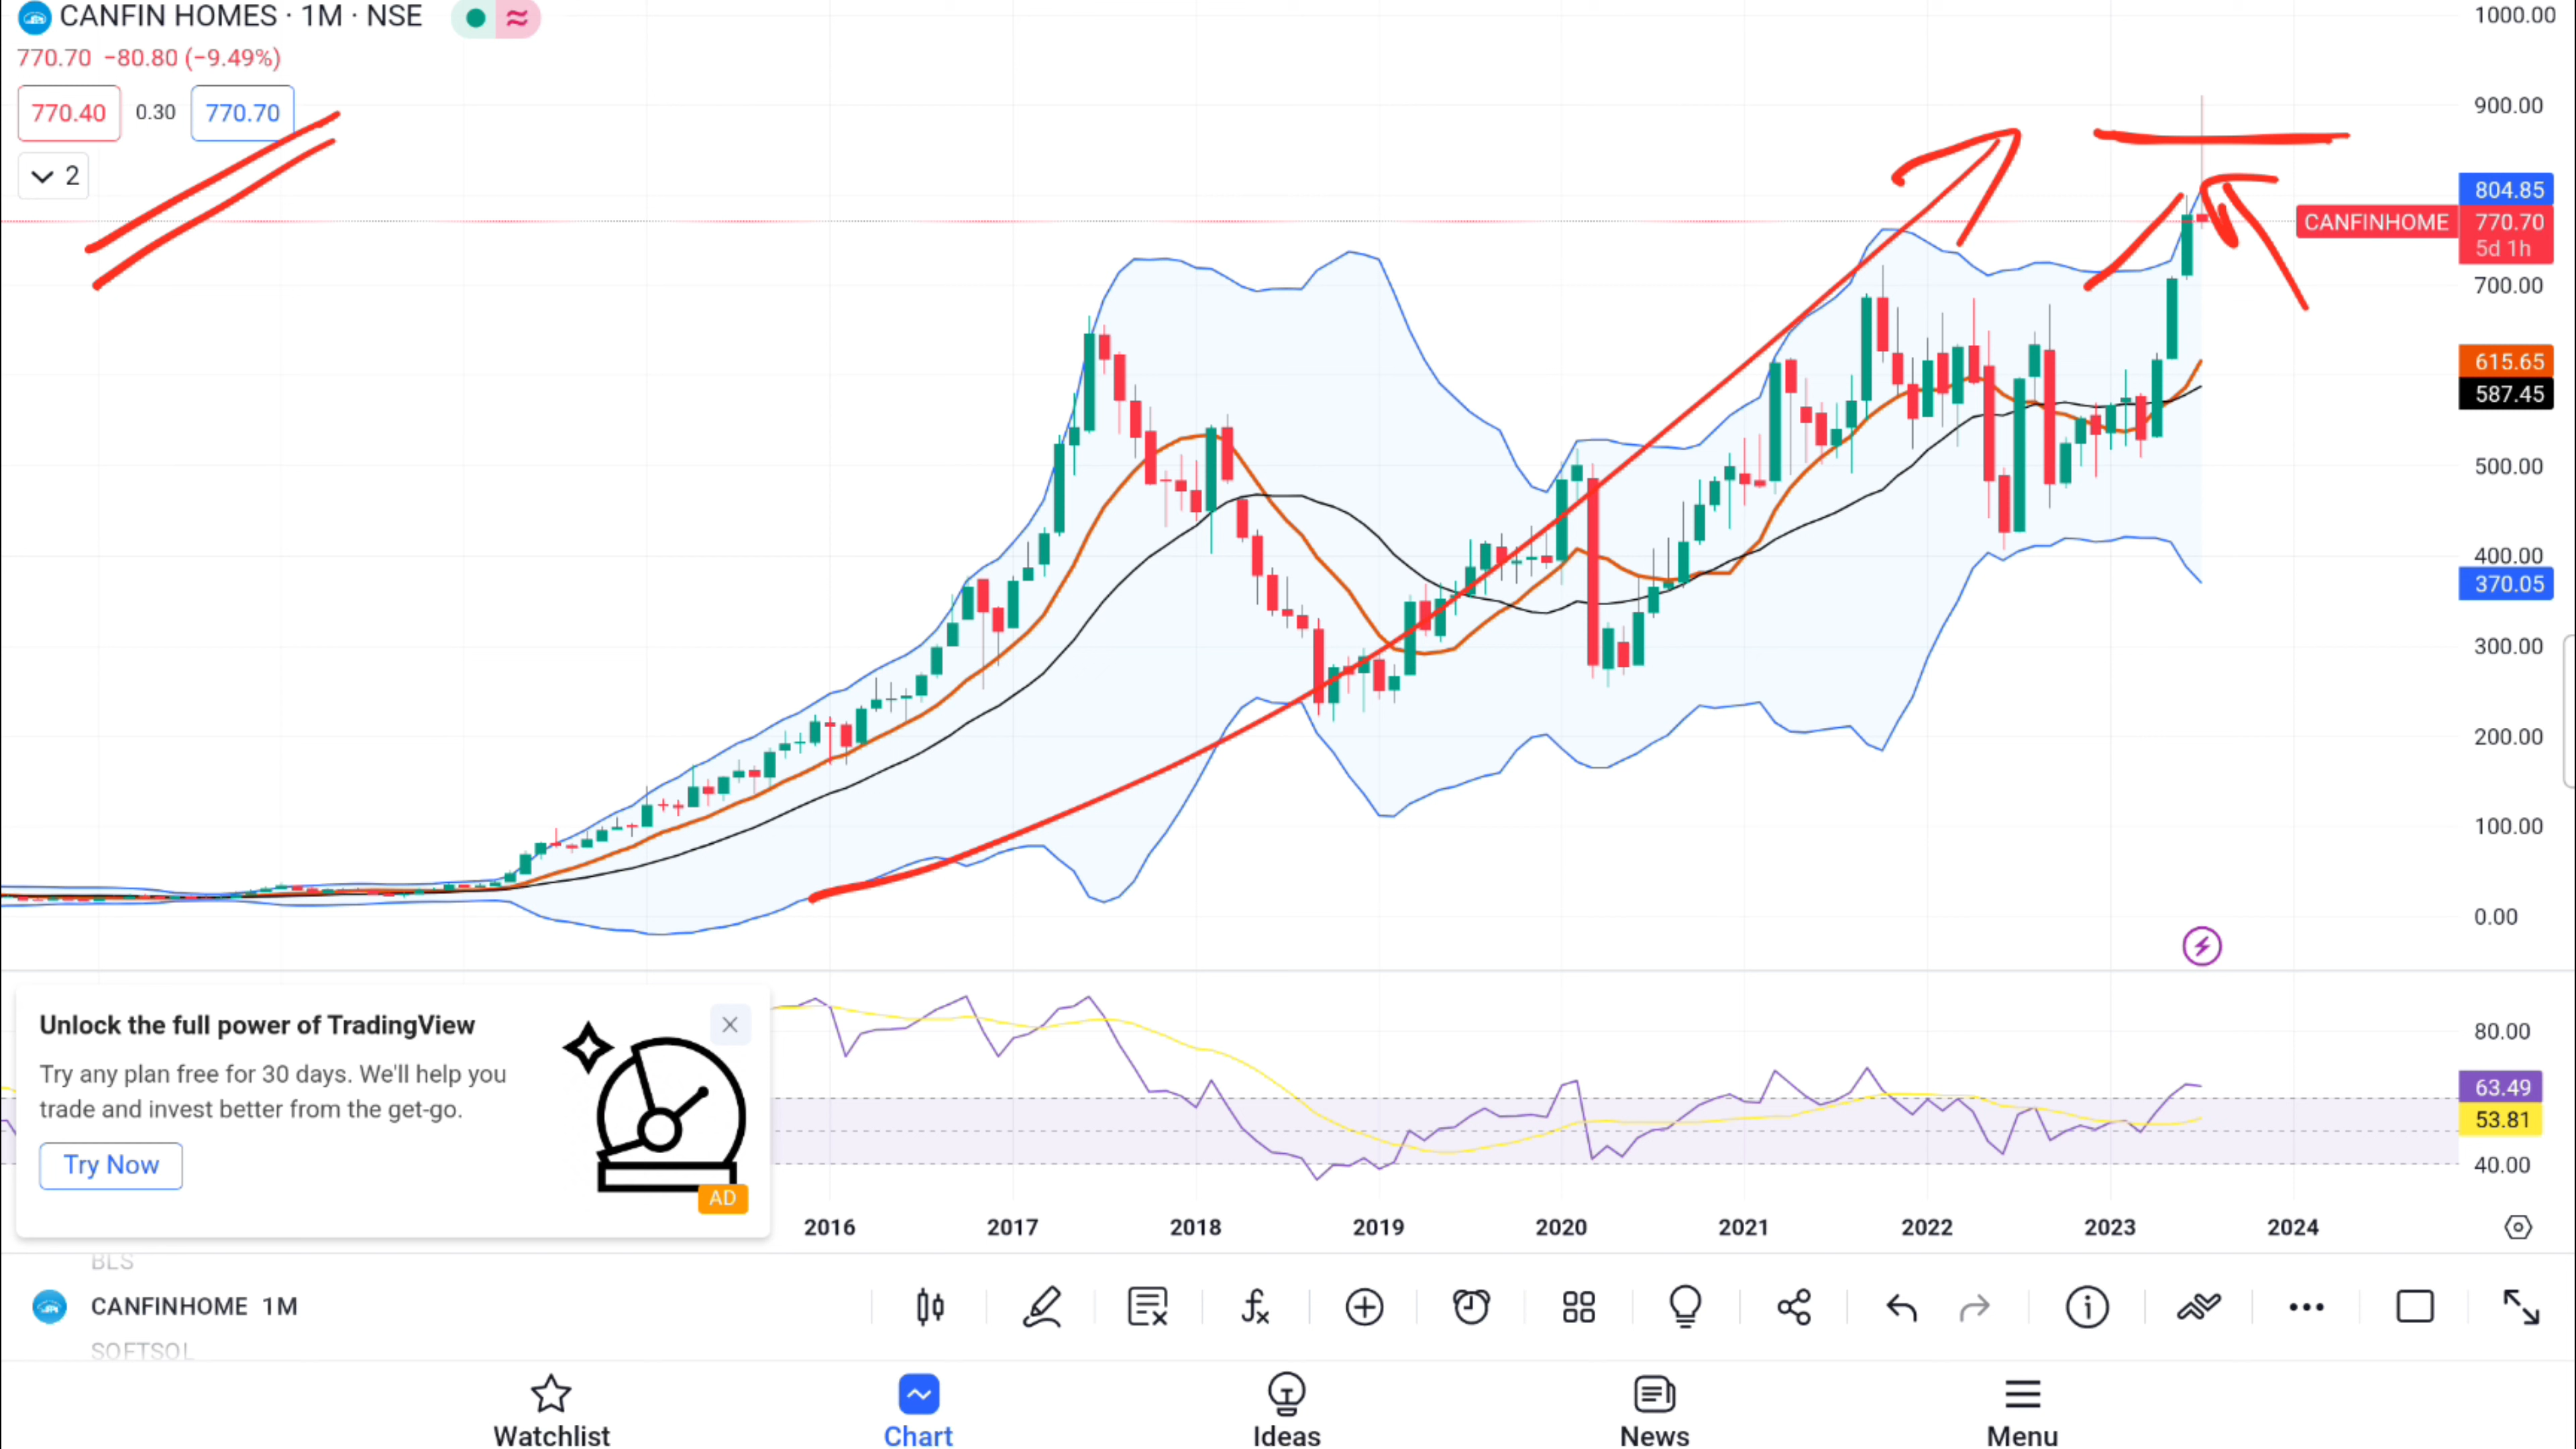 CANFIN HOMES · 1M · NSE
770.70 −80.80 (−9.49%)
770.40 0.30 770.70
2
1000.00
900.00
804.85
CANFINHOME 770.70
5d 1h
700.00
615.65
587.45
500.00
400.00
370.05
300.00
200.00
100.00
0.00
Unlock the full power of TradingView
Try any plan free for 30 days. We'll help you
trade and invest better from the get-go.
Try Now
AD
80.00
63.49
53.81
40.00
2016 2017 2018 2019 2020 2021 2022 2023 2024
BLS
CANFINHOME 1M
SOFTSOL
Watchlist Chart Ideas News Menu